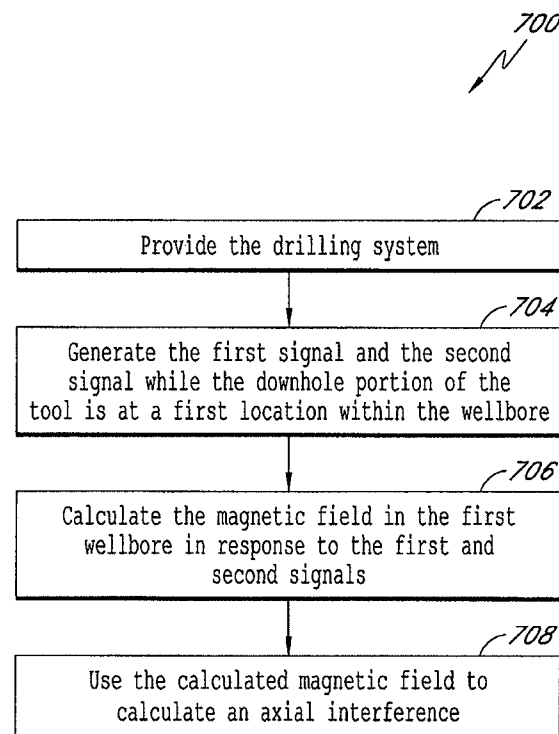 700
702
Provide the drilling system
704
Generate the first signal and the second
signal while the downhole portion of the
tool is at a first location within the wellbore
706
Calculate the magnetic field in the first
wellbore in response to the first and
second signals
708
Use the calculated magnetic field to
calculate an axial interference